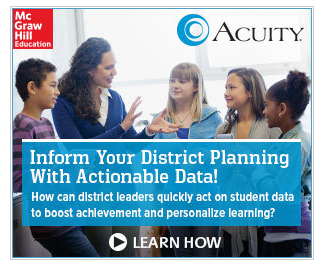 Mc
Graw
Hill
Education
ACUITY™
Inform Your District Planning
With Actionable Data!
How can district leaders quickly act on student data
to boost achievement and personalize learning?
LEARN HOW